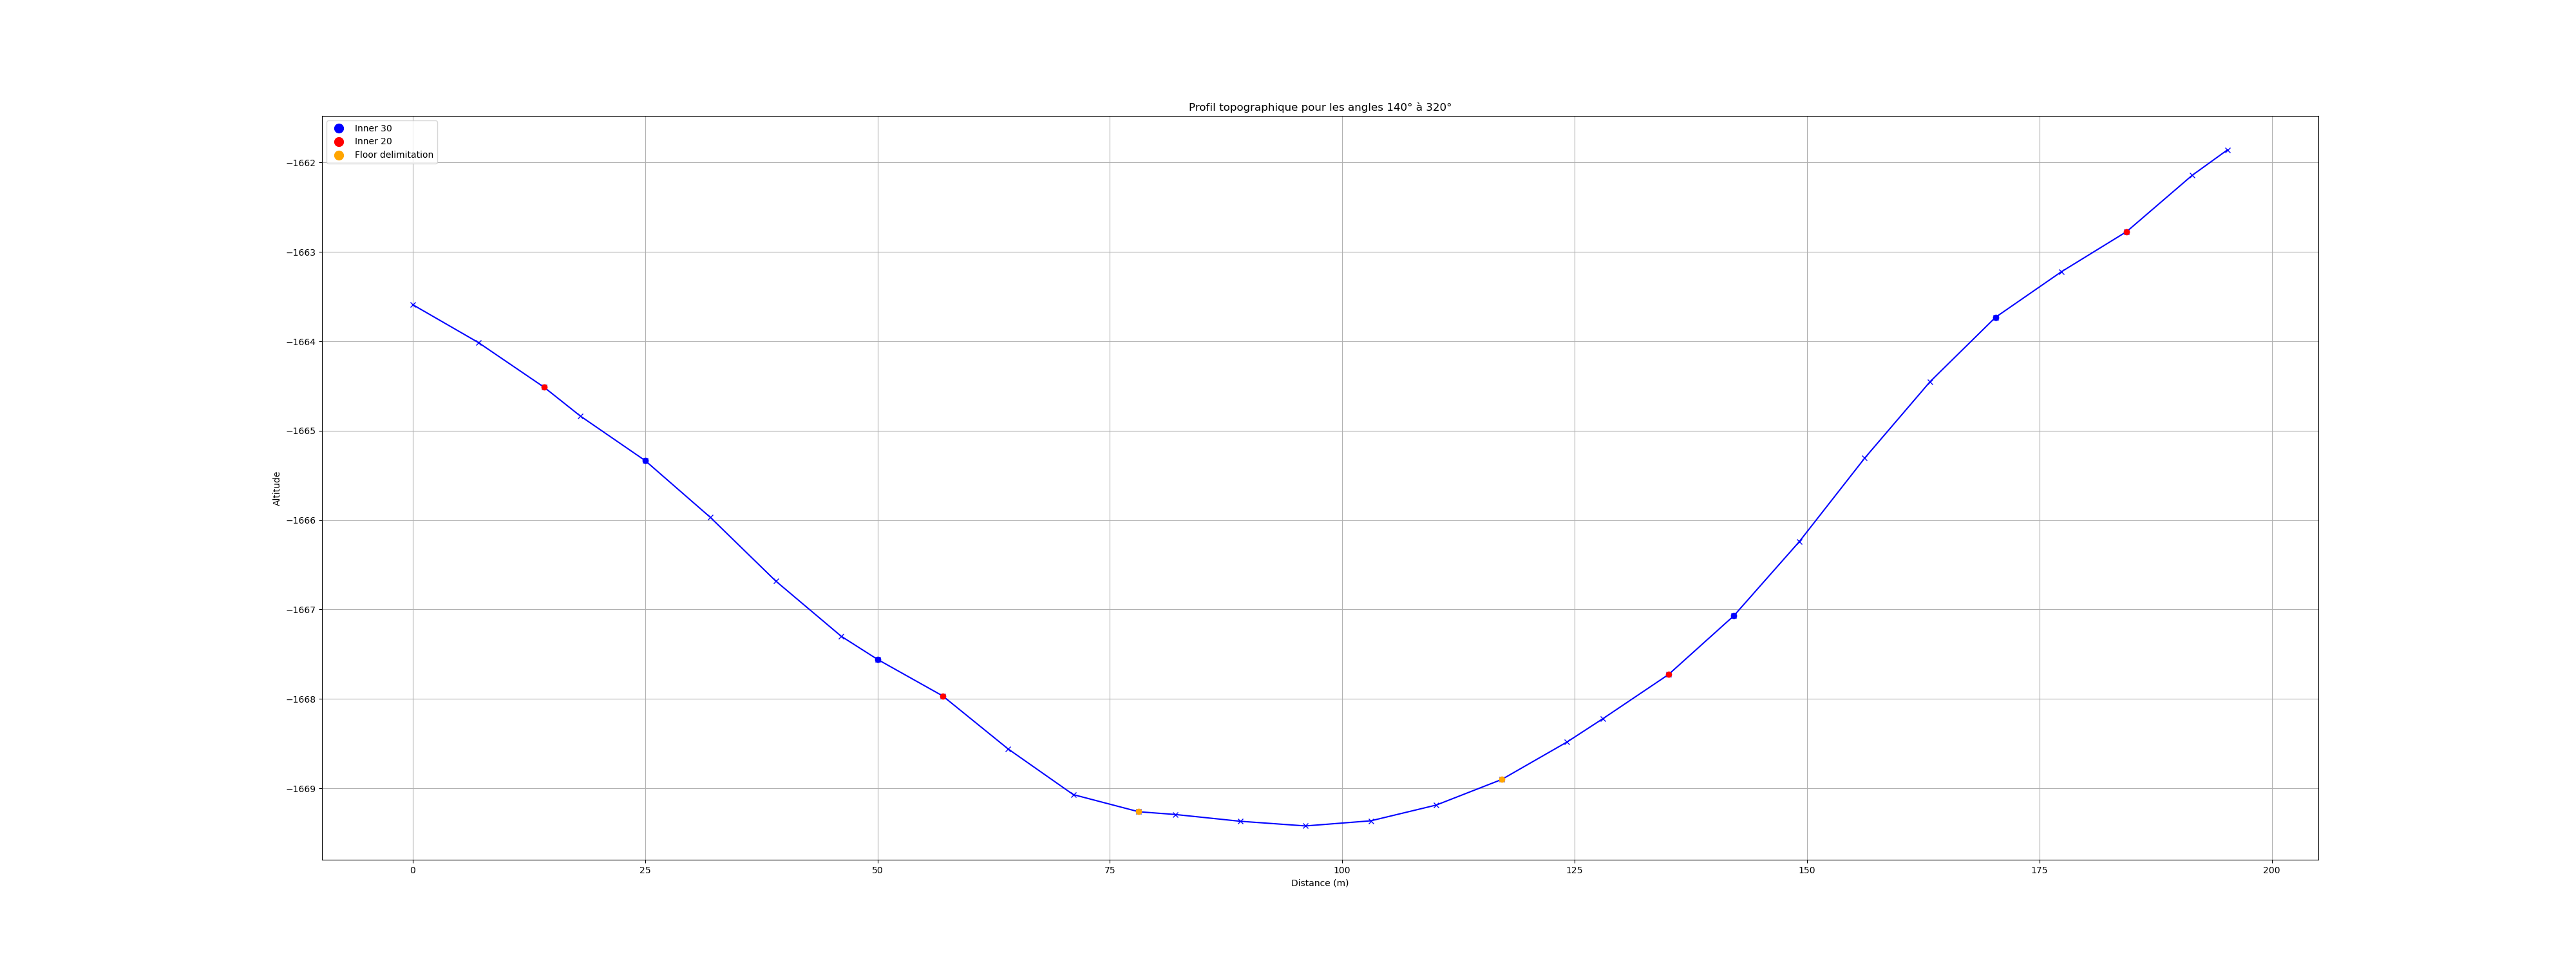 Profil topographique pour les angles 140° à 320°
Inner 30
Inner 20
Floor delimitation
−1662
−1663
−1664
−1665
−1666
−1667
−1668
−1669
Altitude
0 25 50 75 100 125 150 175 200
Distance (m)